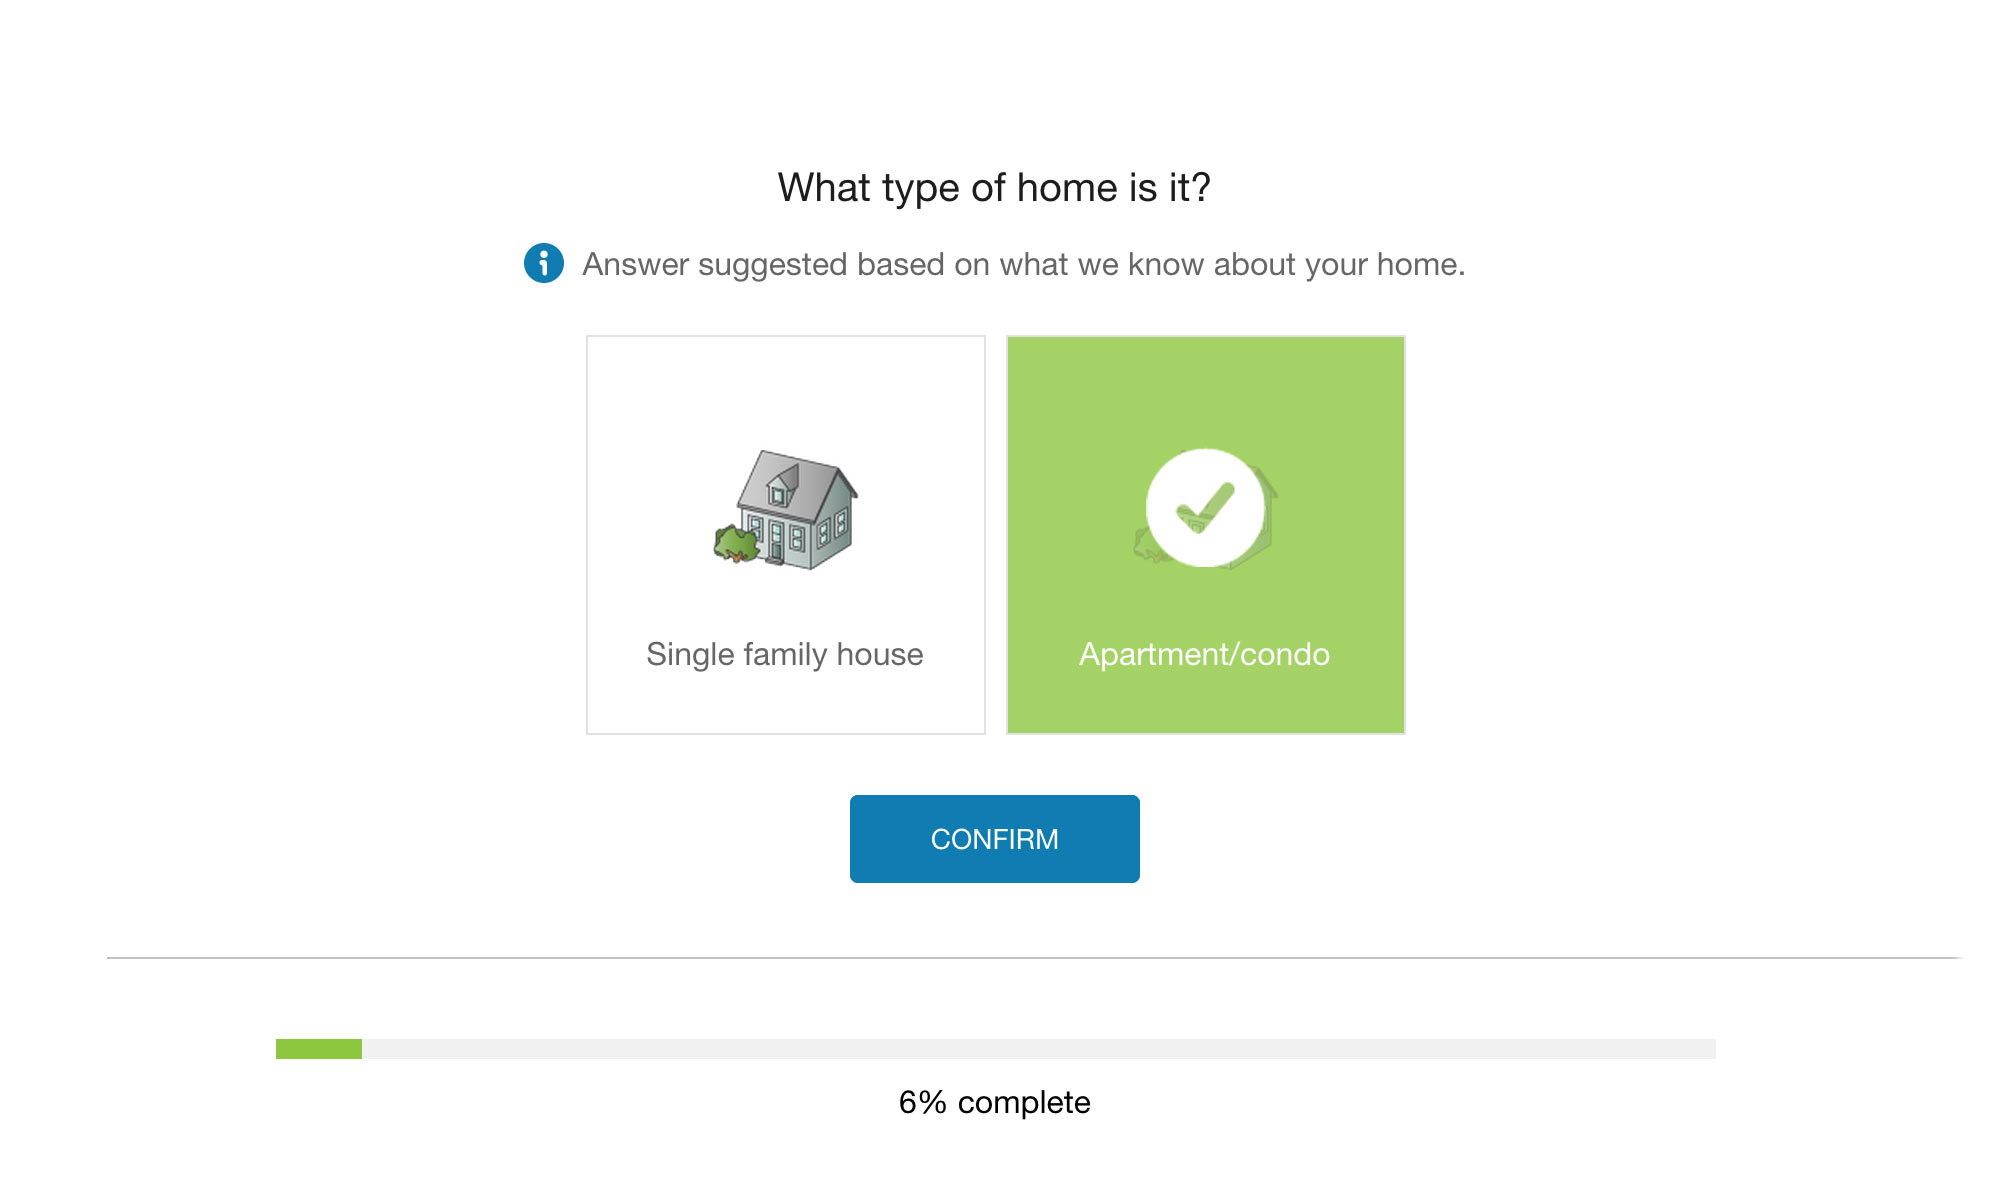 What type of home is it?
Answer suggested based on what we know about your home.
Single family house
Apartment/condo
CONFIRM
6% complete